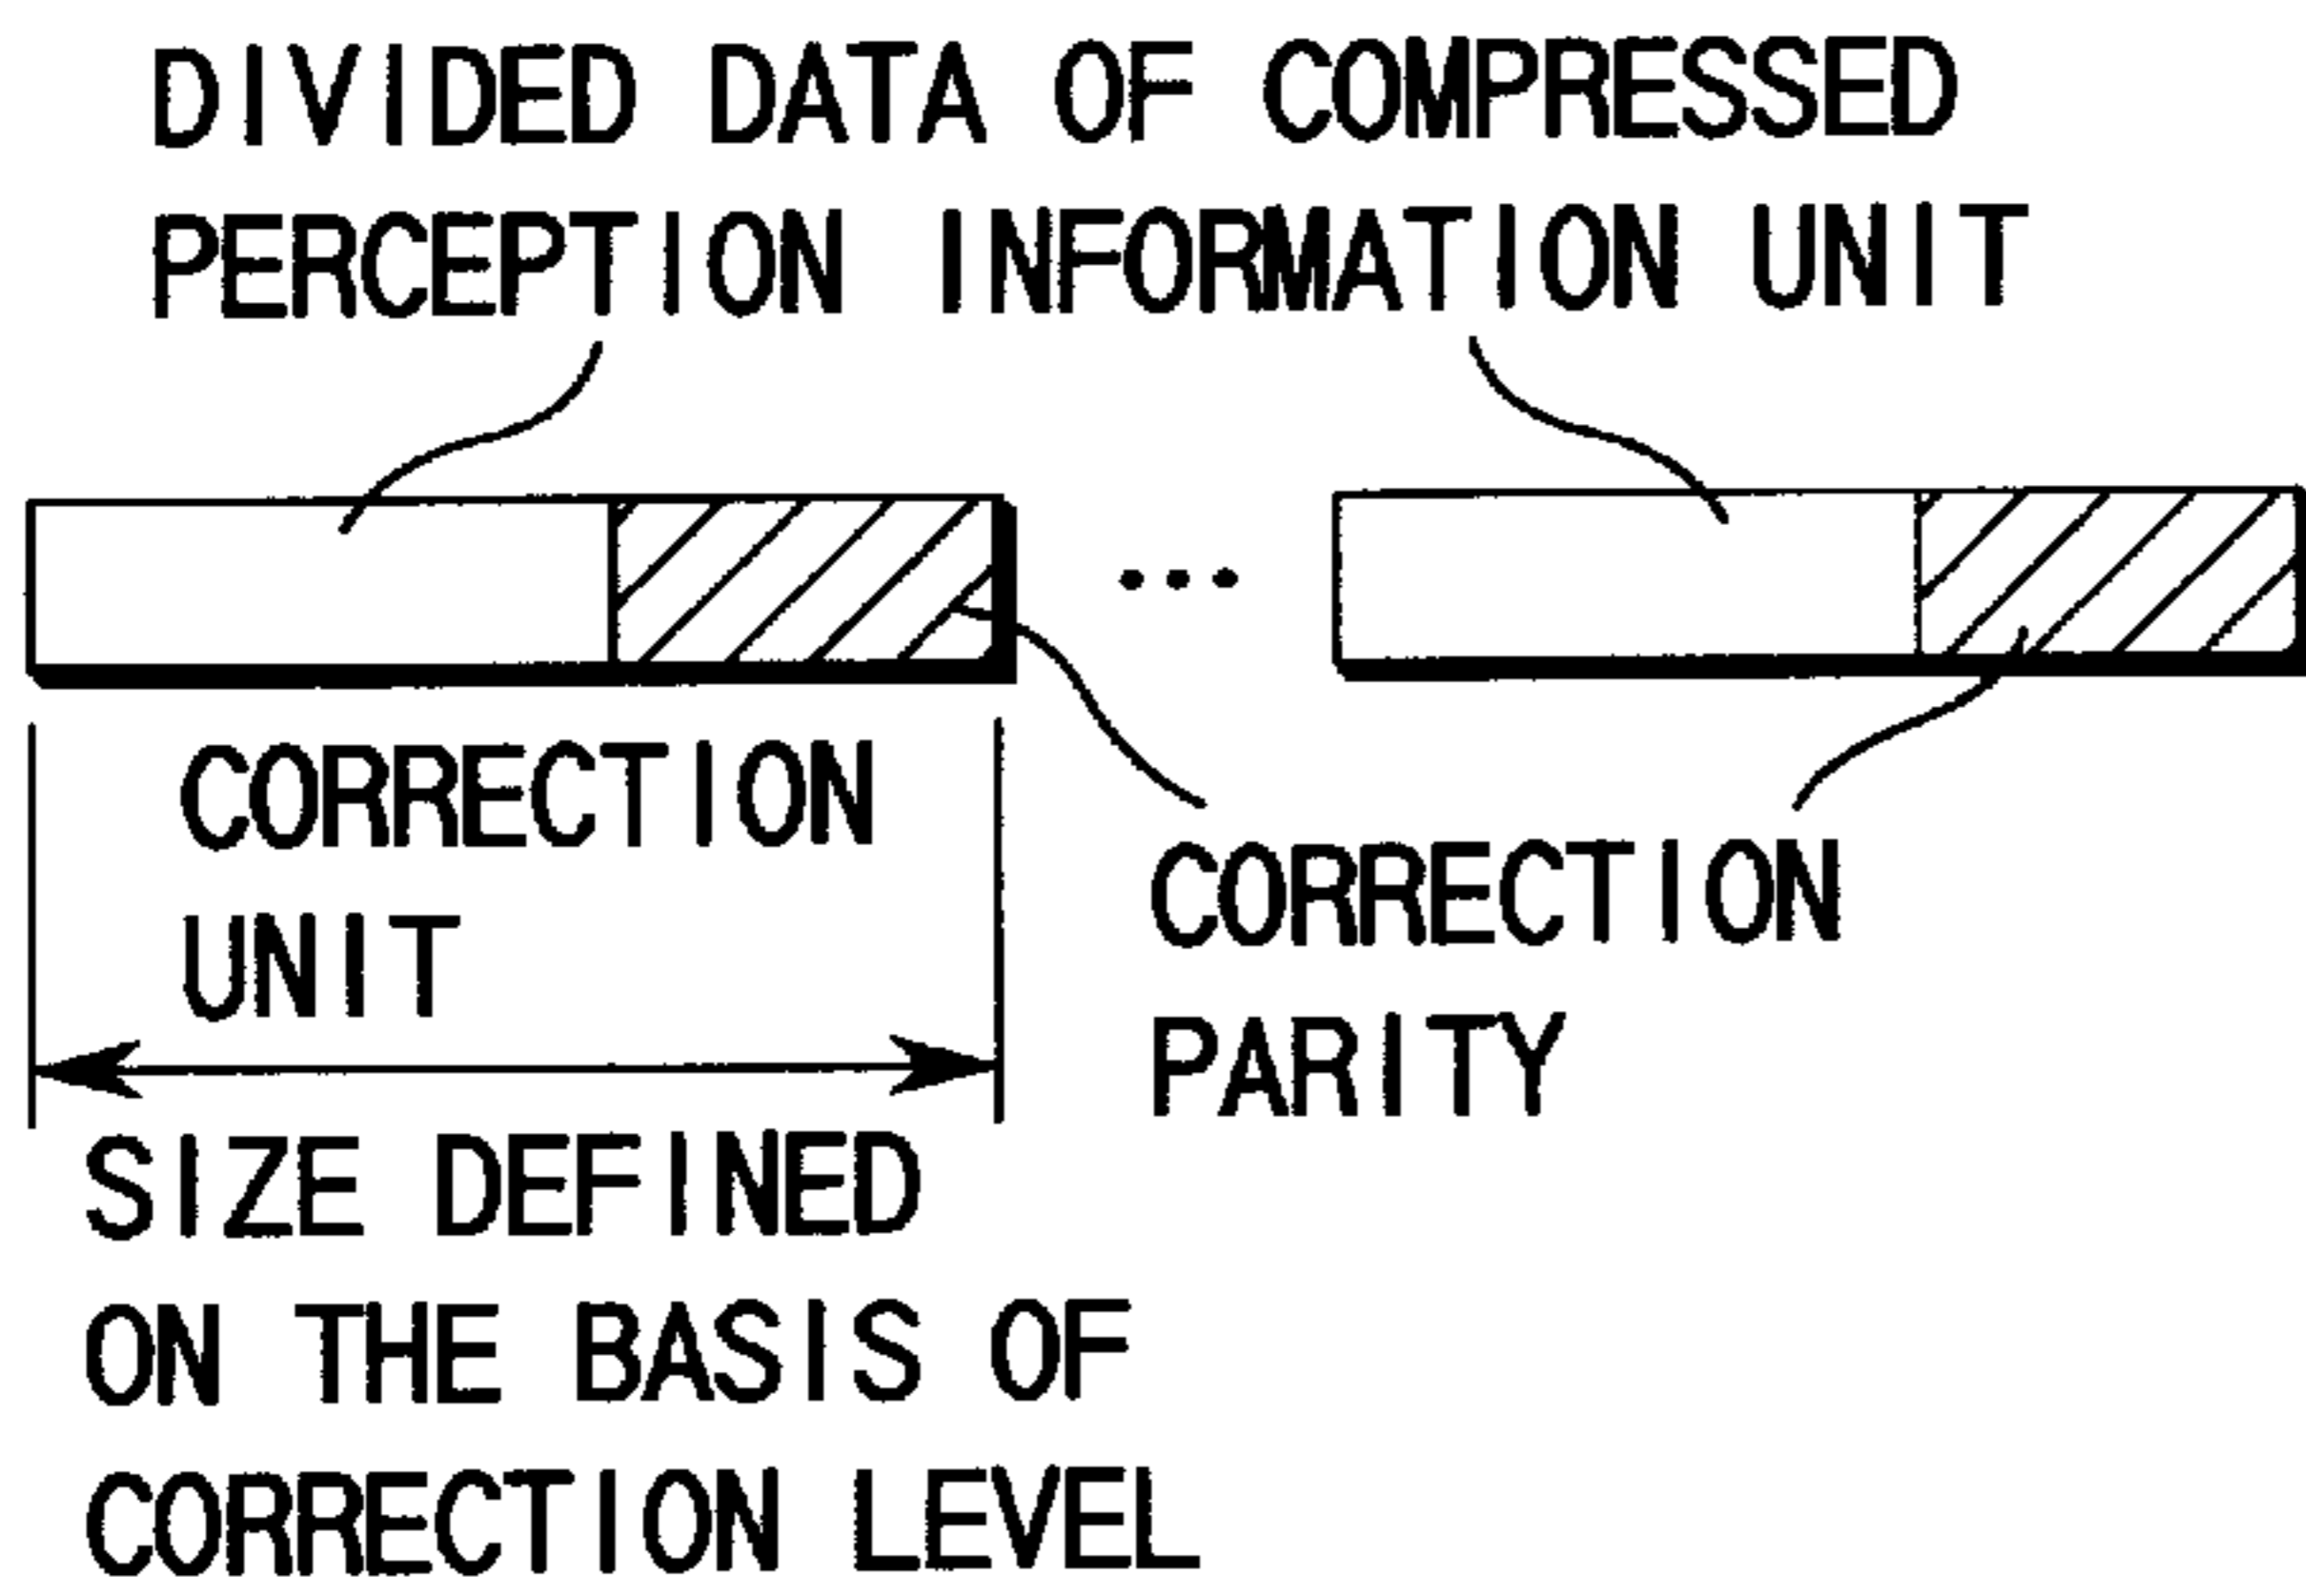 DIVIDED DATA OF COMPRESSED
PERCEPTION INFORMATION UNIT
CORRECTION
UNIT
CORRECTION
PARITY
SIZE DEFINED
ON THE BASIS OF
CORRECTION LEVEL